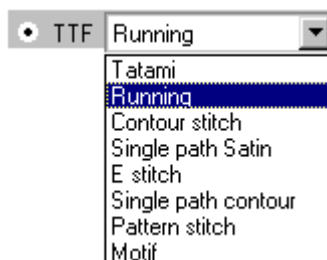 TTF Running
Tatami
Running
Contour stitch
Single path Satin
E stitch
Single path contour
Pattern stitch
Motif